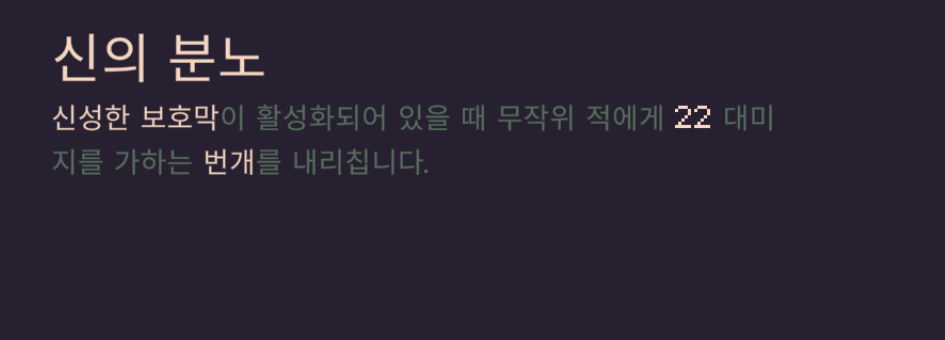 신의 분노
신성한 보호막이 활성화되어 있을 때 무작위 적에게 22 대미
지를 가하는 번개를 내리칩니다.